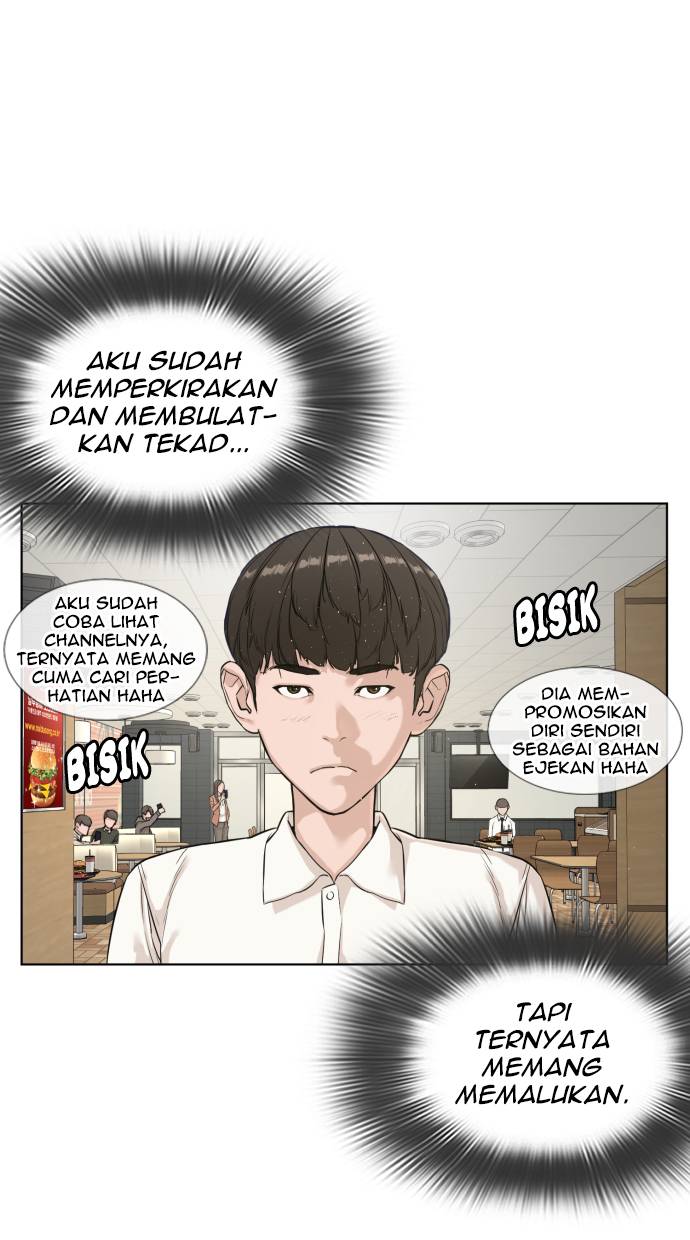 AKU SUDAH
MEMPERKIRAKAN
DAN MEMBULAT-
KAN TEKAD...
AKU SUDAH
COBA LIHAT
CHANNELNYA,
TERNYATA MEMANG
CUMA CARI PER-
HATIAN HAHA
BISIK
BISIK
DIA MEM-
PROMOSIKAN
DIRI SENDIRI
SEBAGAI BAHAN
EJEKAN HAHA
TAPI
TERNYATA
MEMANG
MEMALUKAN.